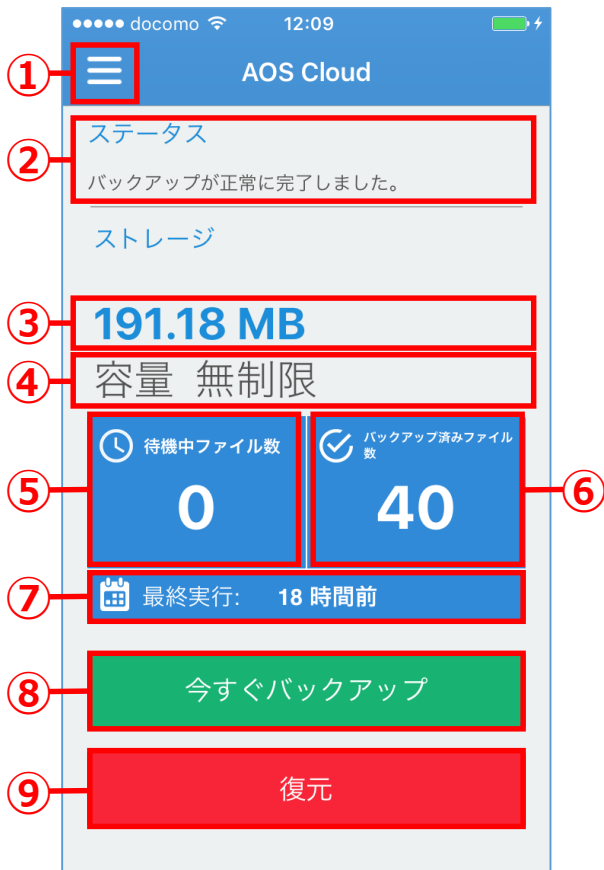 docomo 12:09
① AOS Cloud
② ステータス
バックアップが正常に完了しました。
ストレージ
③ 191.18 MB
④ 容量 無制限
⑤ 待機中ファイル数
0
⑥ バックアップ済みファイル
数
40
⑦ 最終実行: 18 時間前
⑧ 今すぐバックアップ
⑨ 復元